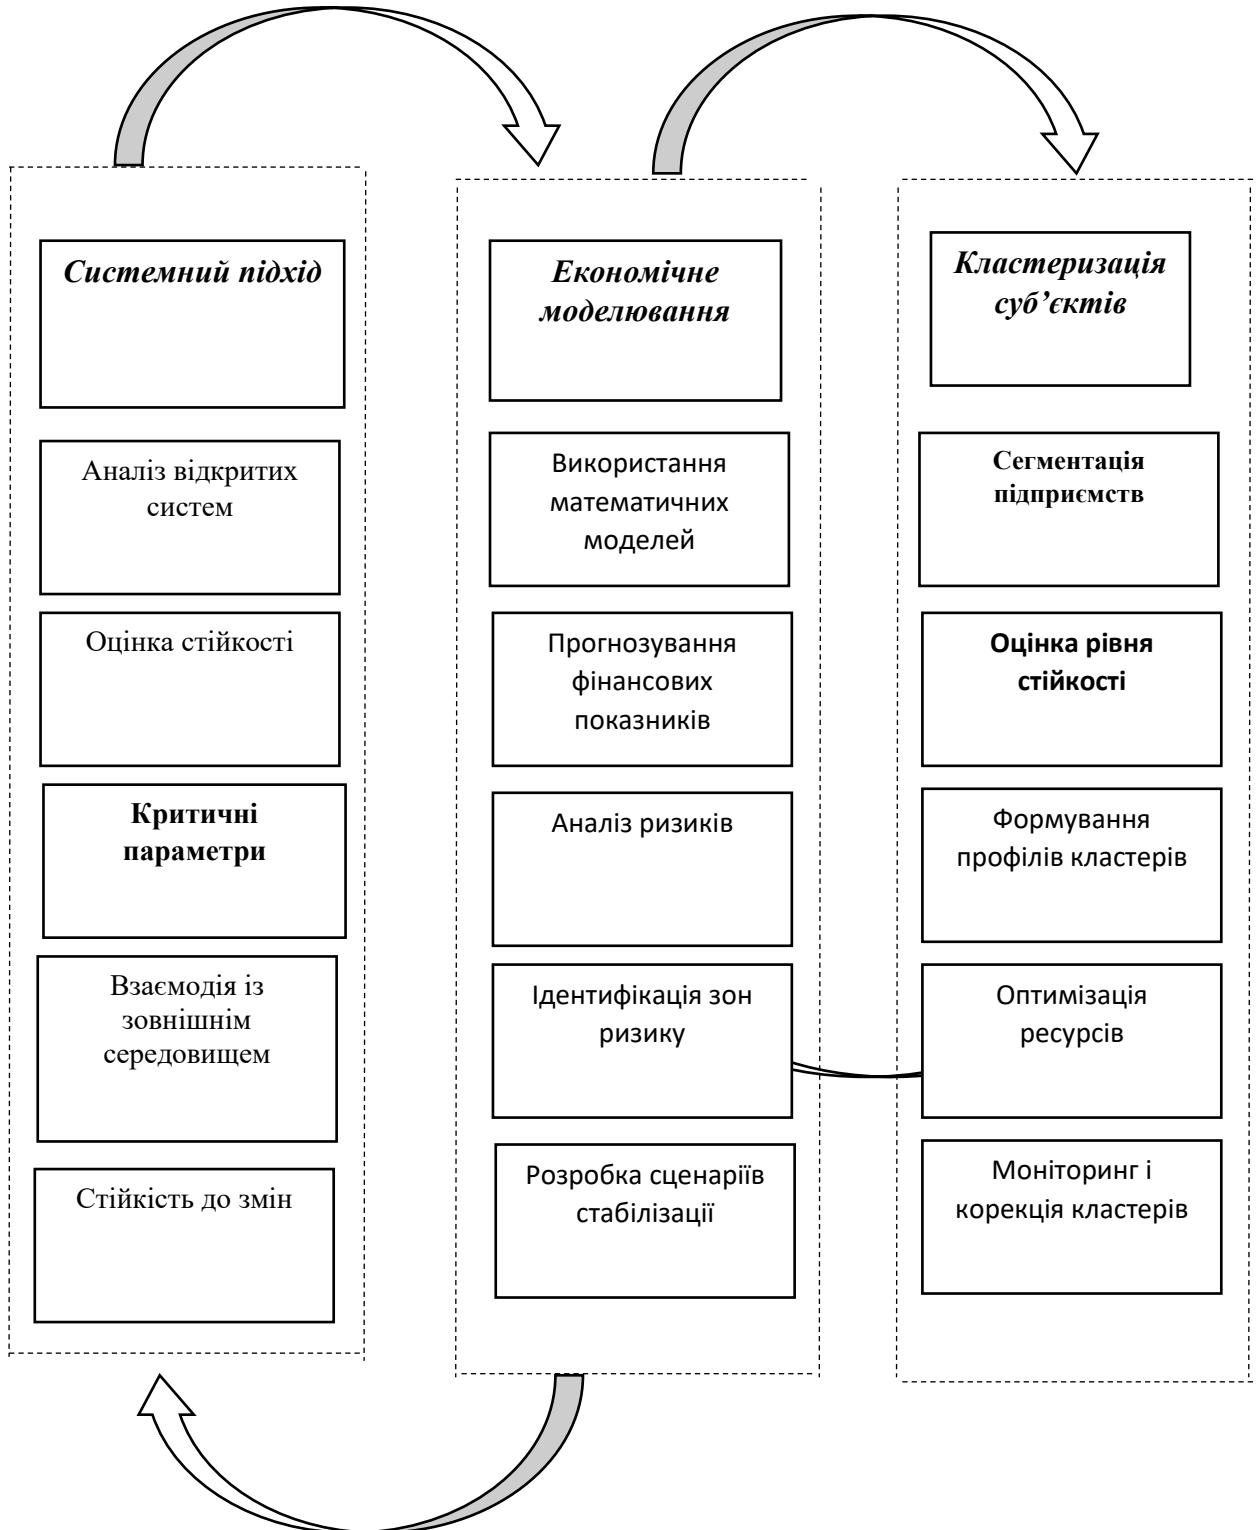 Системний підхід
Аналіз відкритих
систем
Оцінка стійкості
Критичні
параметри
Взаємодія із
зовнішнім
середовищем
Стійкість до змін
Економічне
моделювання
Використання
математичних
моделей
Прогнозування
фінансових
показників
Аналіз ризиків
Ідентифікація зон
ризику
Розробка сценаріїв
стабілізації
Кластеризація
суб’єктів
Сегментація
підприємств
Оцінка рівня
стійкості
Формування
профілів кластерів
Оптимізація
ресурсів
Моніторинг і
корекція кластерів